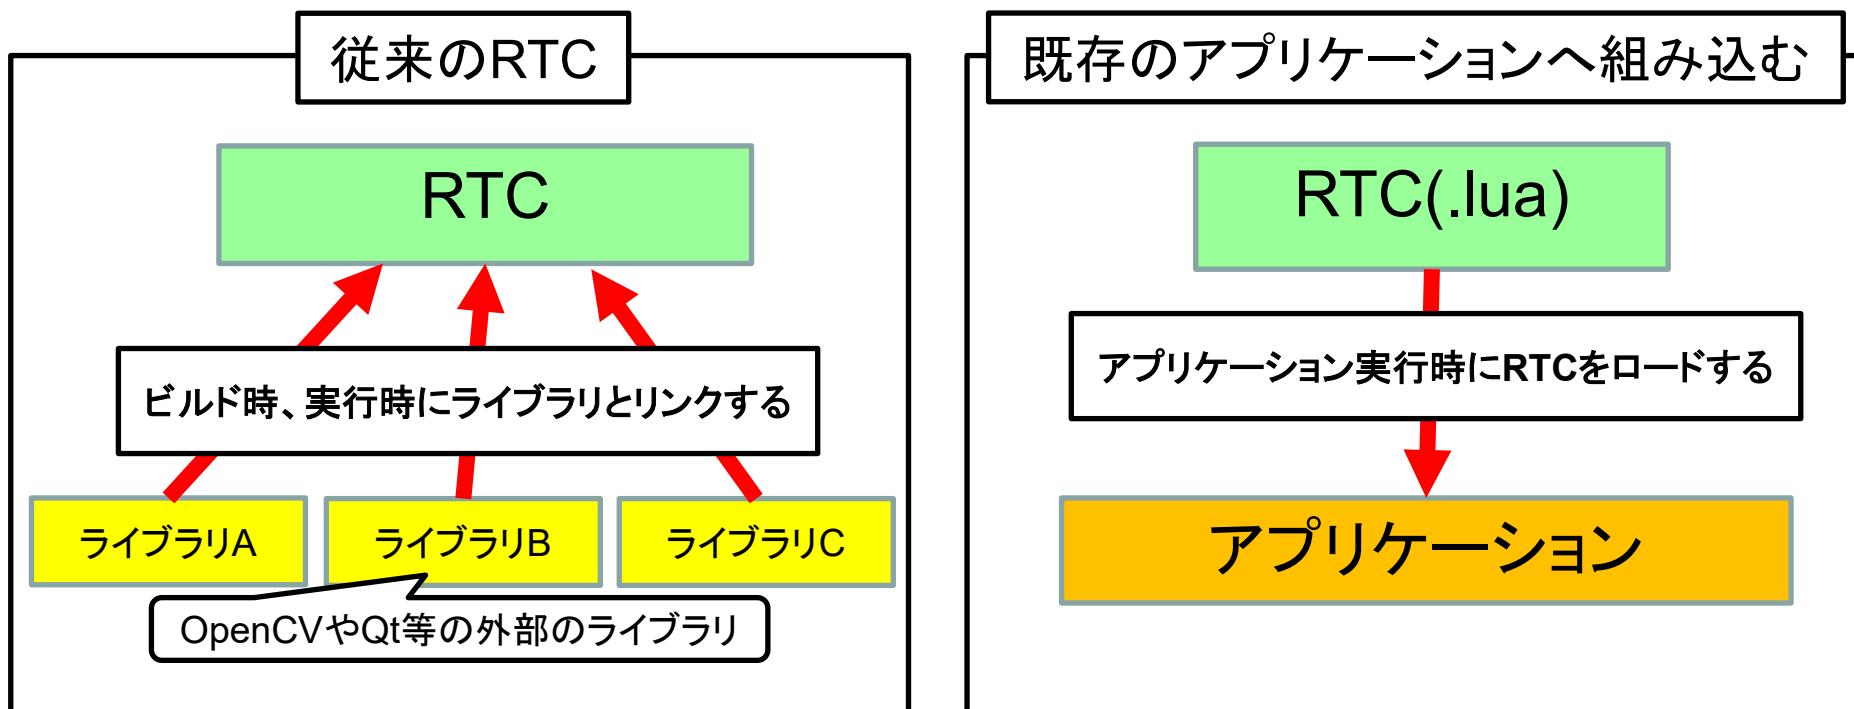 従来のRTC
RTC
ビルド時、実行時にライブラリとリンクする
ライブラリA
ライブラリB
ライブラリC
OpenCVやQt等の外部のライブラリ
既存のアプリケーションへ組み込む
RTC(.lua)
アプリケーション実行時にRTCをロードする
アプリケーション